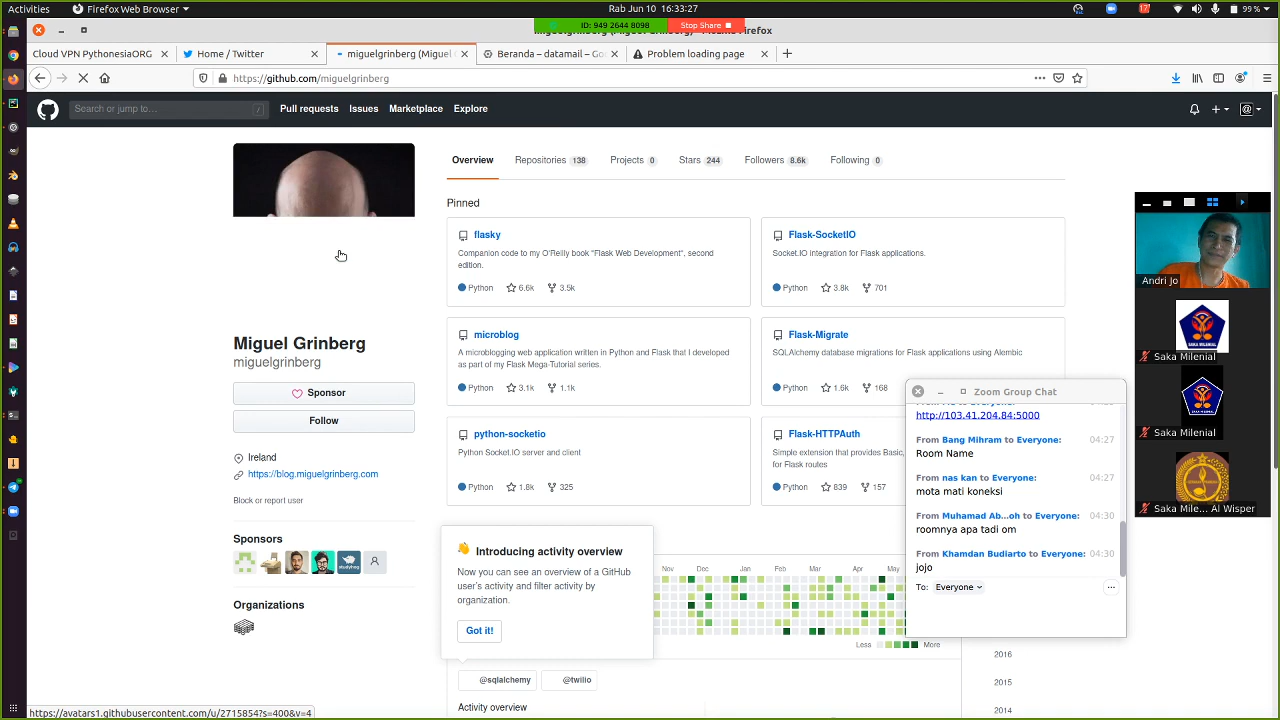 Activities
Firefox Web Browser
Rab Jun 10  16:33:27
17
99 %
ID: 949 2644 8098
Stop Share
Cloud VPN PythonesiaORG
Home / Twitter
miguelgrinberg (Miguel
Beranda – datamail – Go
Problem loading page
https://github.com/miguelgrinberg
Search or jump to…
/
Pull requests
Issues
Marketplace
Explore
Overview
Repositories 138
Projects 0
Stars 244
Followers 8.6k
Following 0
Pinned
flasky
Companion code to my O'Reilly book "Flask Web Development", second
edition.
Python 6.6k 3.5k
Flask-SocketIO
Socket.IO integration for Flask applications.
Python 3.8k 701
microblog
A microblogging web application written in Python and Flask that I developed
as part of my Flask Mega-Tutorial series.
Python 3.1k 1.1k
Flask-Migrate
SQLAlchemy database migrations for Flask applications using Alembic
Python 1.6k 168
python-socketio
Python Socket.IO server and client
Python 1.8k 325
Flask-HTTPAuth
Simple extension that provides Basic,
for Flask routes
Python 839 157
Miguel Grinberg
miguelgrinberg
Sponsor
Follow
Ireland
https://blog.miguelgrinberg.com
Block or report user
Sponsors
Organizations
Introducing activity overview
Now you can see an overview of a GitHub
user's activity and filter activity by
organization.
Got it!
Nov Dec Jan Feb Mar Apr May
Less More
@sqlalchemy
@twilio
Activity overview
2016
2015
2014
Andri Jo
Saka Milenial
Saka Milenial
Saka Mile... Al Wisper
Zoom Group Chat
http://103.41.204.84:5000
From Bang Mihram to Everyone: 04:27
Room Name
From nas kan to Everyone: 04:27
mota mati koneksi
From Muhamad Ab...oh to Everyone: 04:30
roomnya apa tadi om
From Khamdan Budiarto to Everyone: 04:30
jojo
To: Everyone
https://avatars1.githubusercontent.com/u/2715854?s=400&v=4